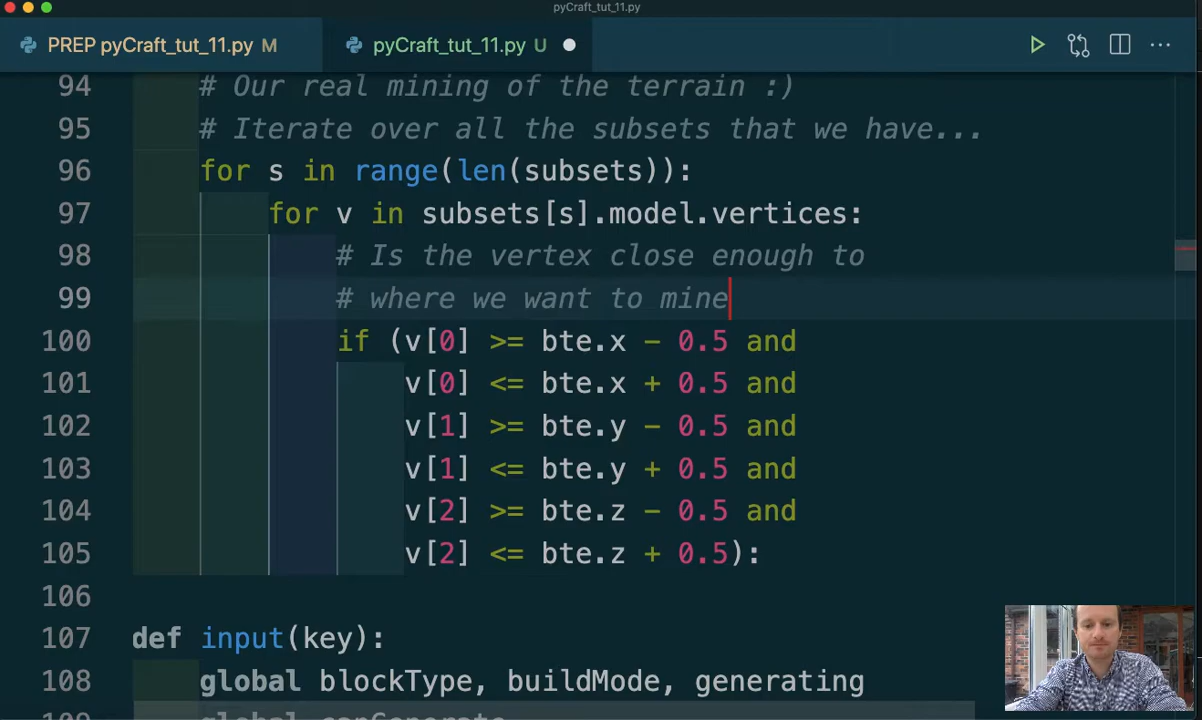 pyCraft_tut_11.py
PREP pyCraft_tut_11.py M
pyCraft_tut_11.py U
94 # Our real mining of the terrain :)
95 # Iterate over all the subsets that we have...
96 for s in range(len(subsets)):
97 for v in subsets[s].model.vertices:
98 # Is the vertex close enough to
99 # where we want to mine
100 if (v[0] >= bte.x - 0.5 and
101 v[0] <= bte.x + 0.5 and
102 v[1] >= bte.y - 0.5 and
103 v[1] <= bte.y + 0.5 and
104 v[2] >= bte.z - 0.5 and
105 v[2] <= bte.z + 0.5):
106
107 def input(key):
108 global blockType, buildMode, generating
109 global canGenerate